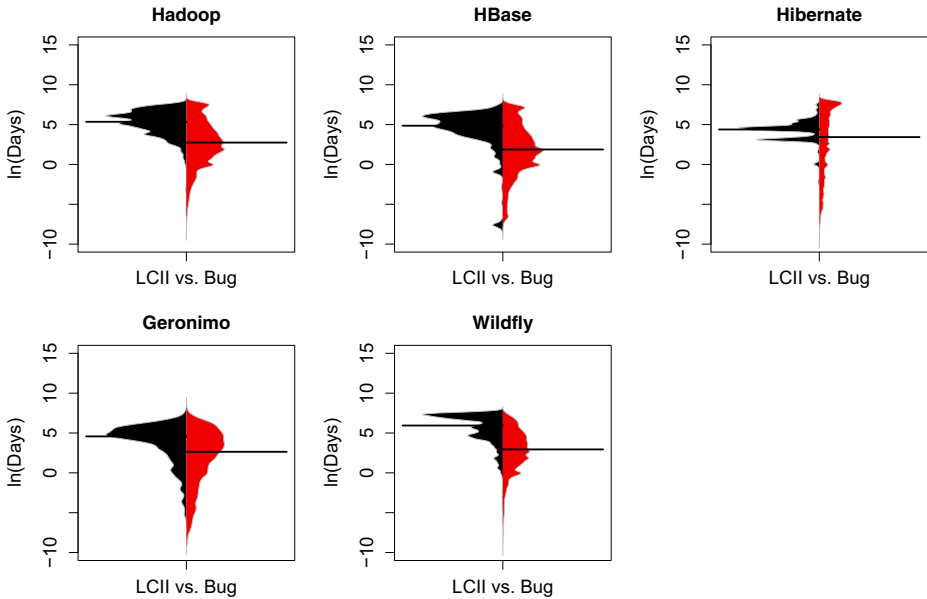 Hadoop
ln(Days)
15
10
5
0
−10
LCII vs. Bug
HBase
ln(Days)
15
10
5
0
−10
LCII vs. Bug
Hibernate
ln(Days)
15
10
5
0
−10
LCII vs. Bug
Geronimo
ln(Days)
15
10
5
0
−10
LCII vs. Bug
Wildfly
ln(Days)
15
10
5
0
−10
LCII vs. Bug